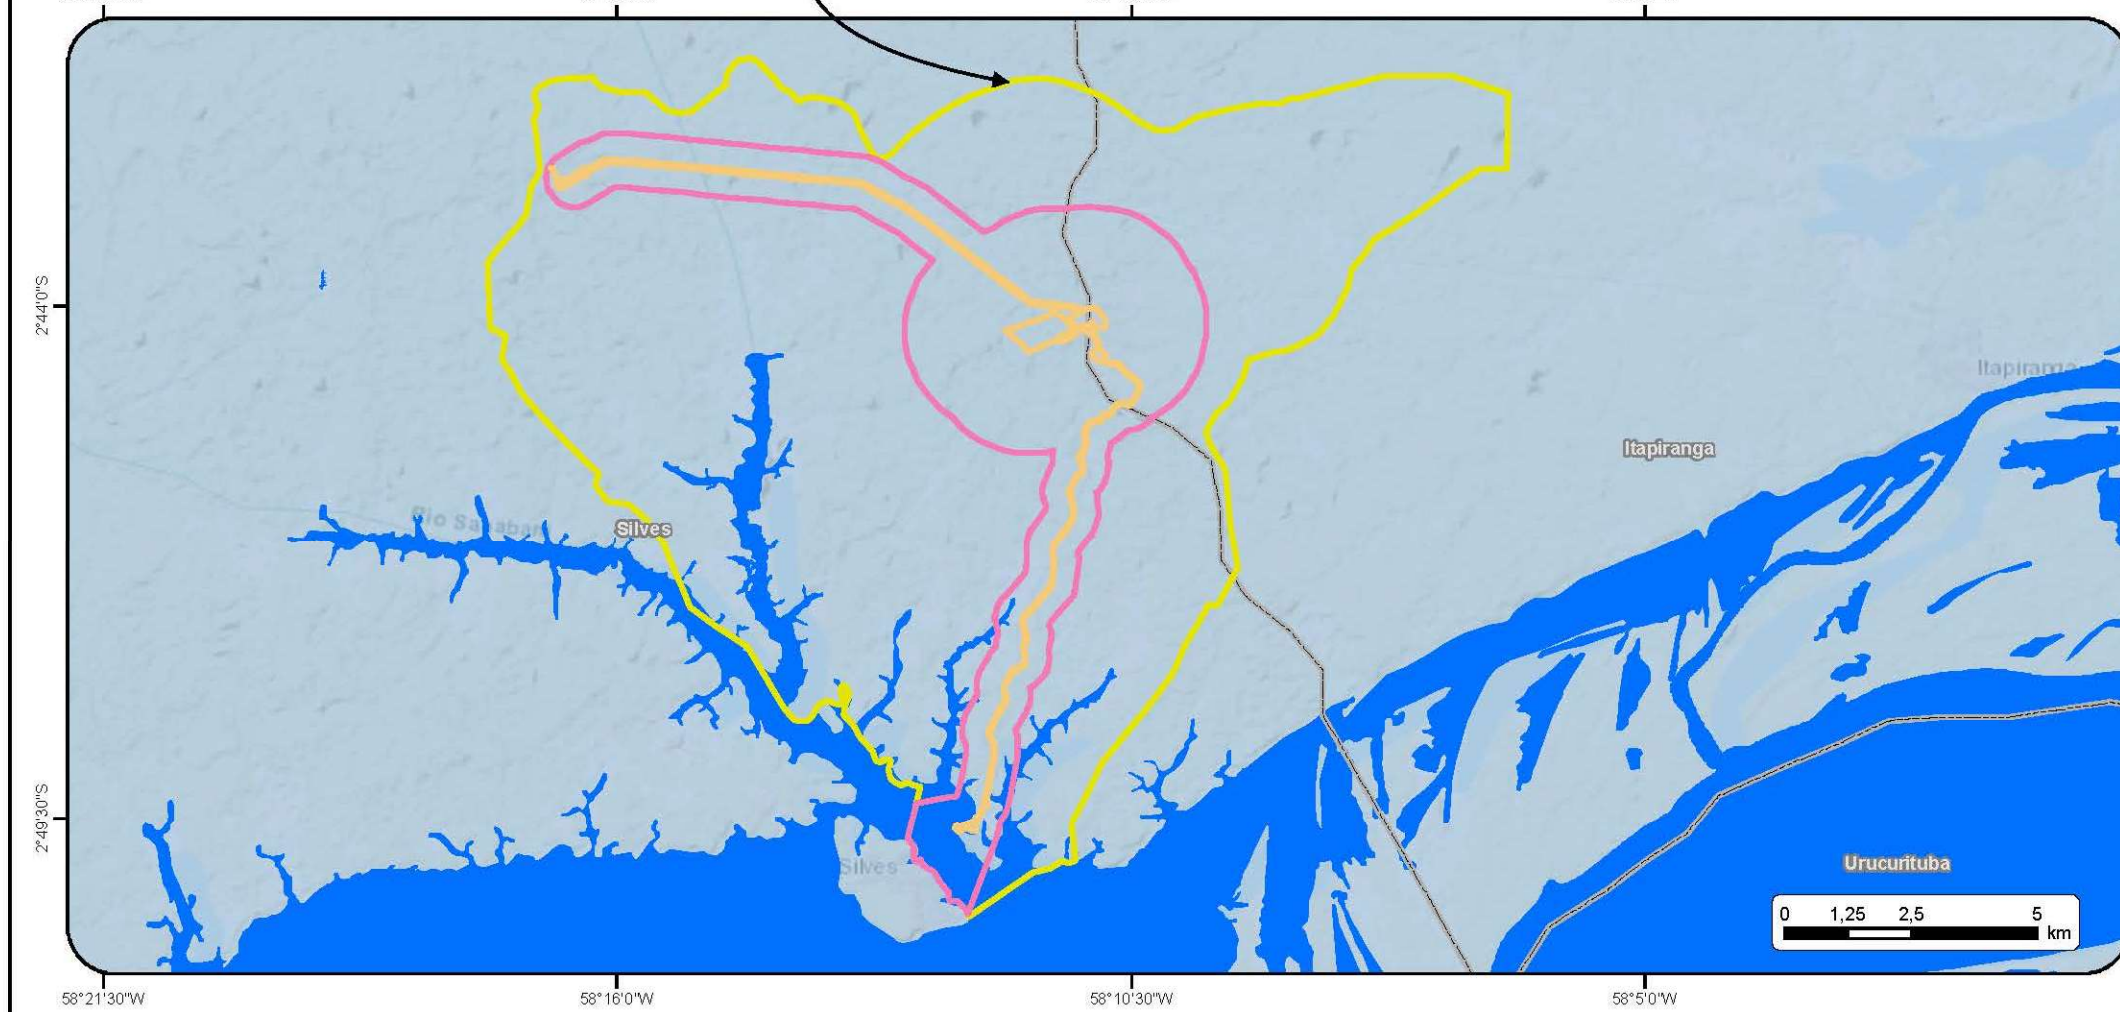 2°44'0"S
Itapiranga
Rio Sanabani
Silves
2°49'30"S
Silves
Urucurituba
0 1,25 2,5 5
km
58°21'30"W 58°16'0"W 58°10'30"W 58°5'0"W